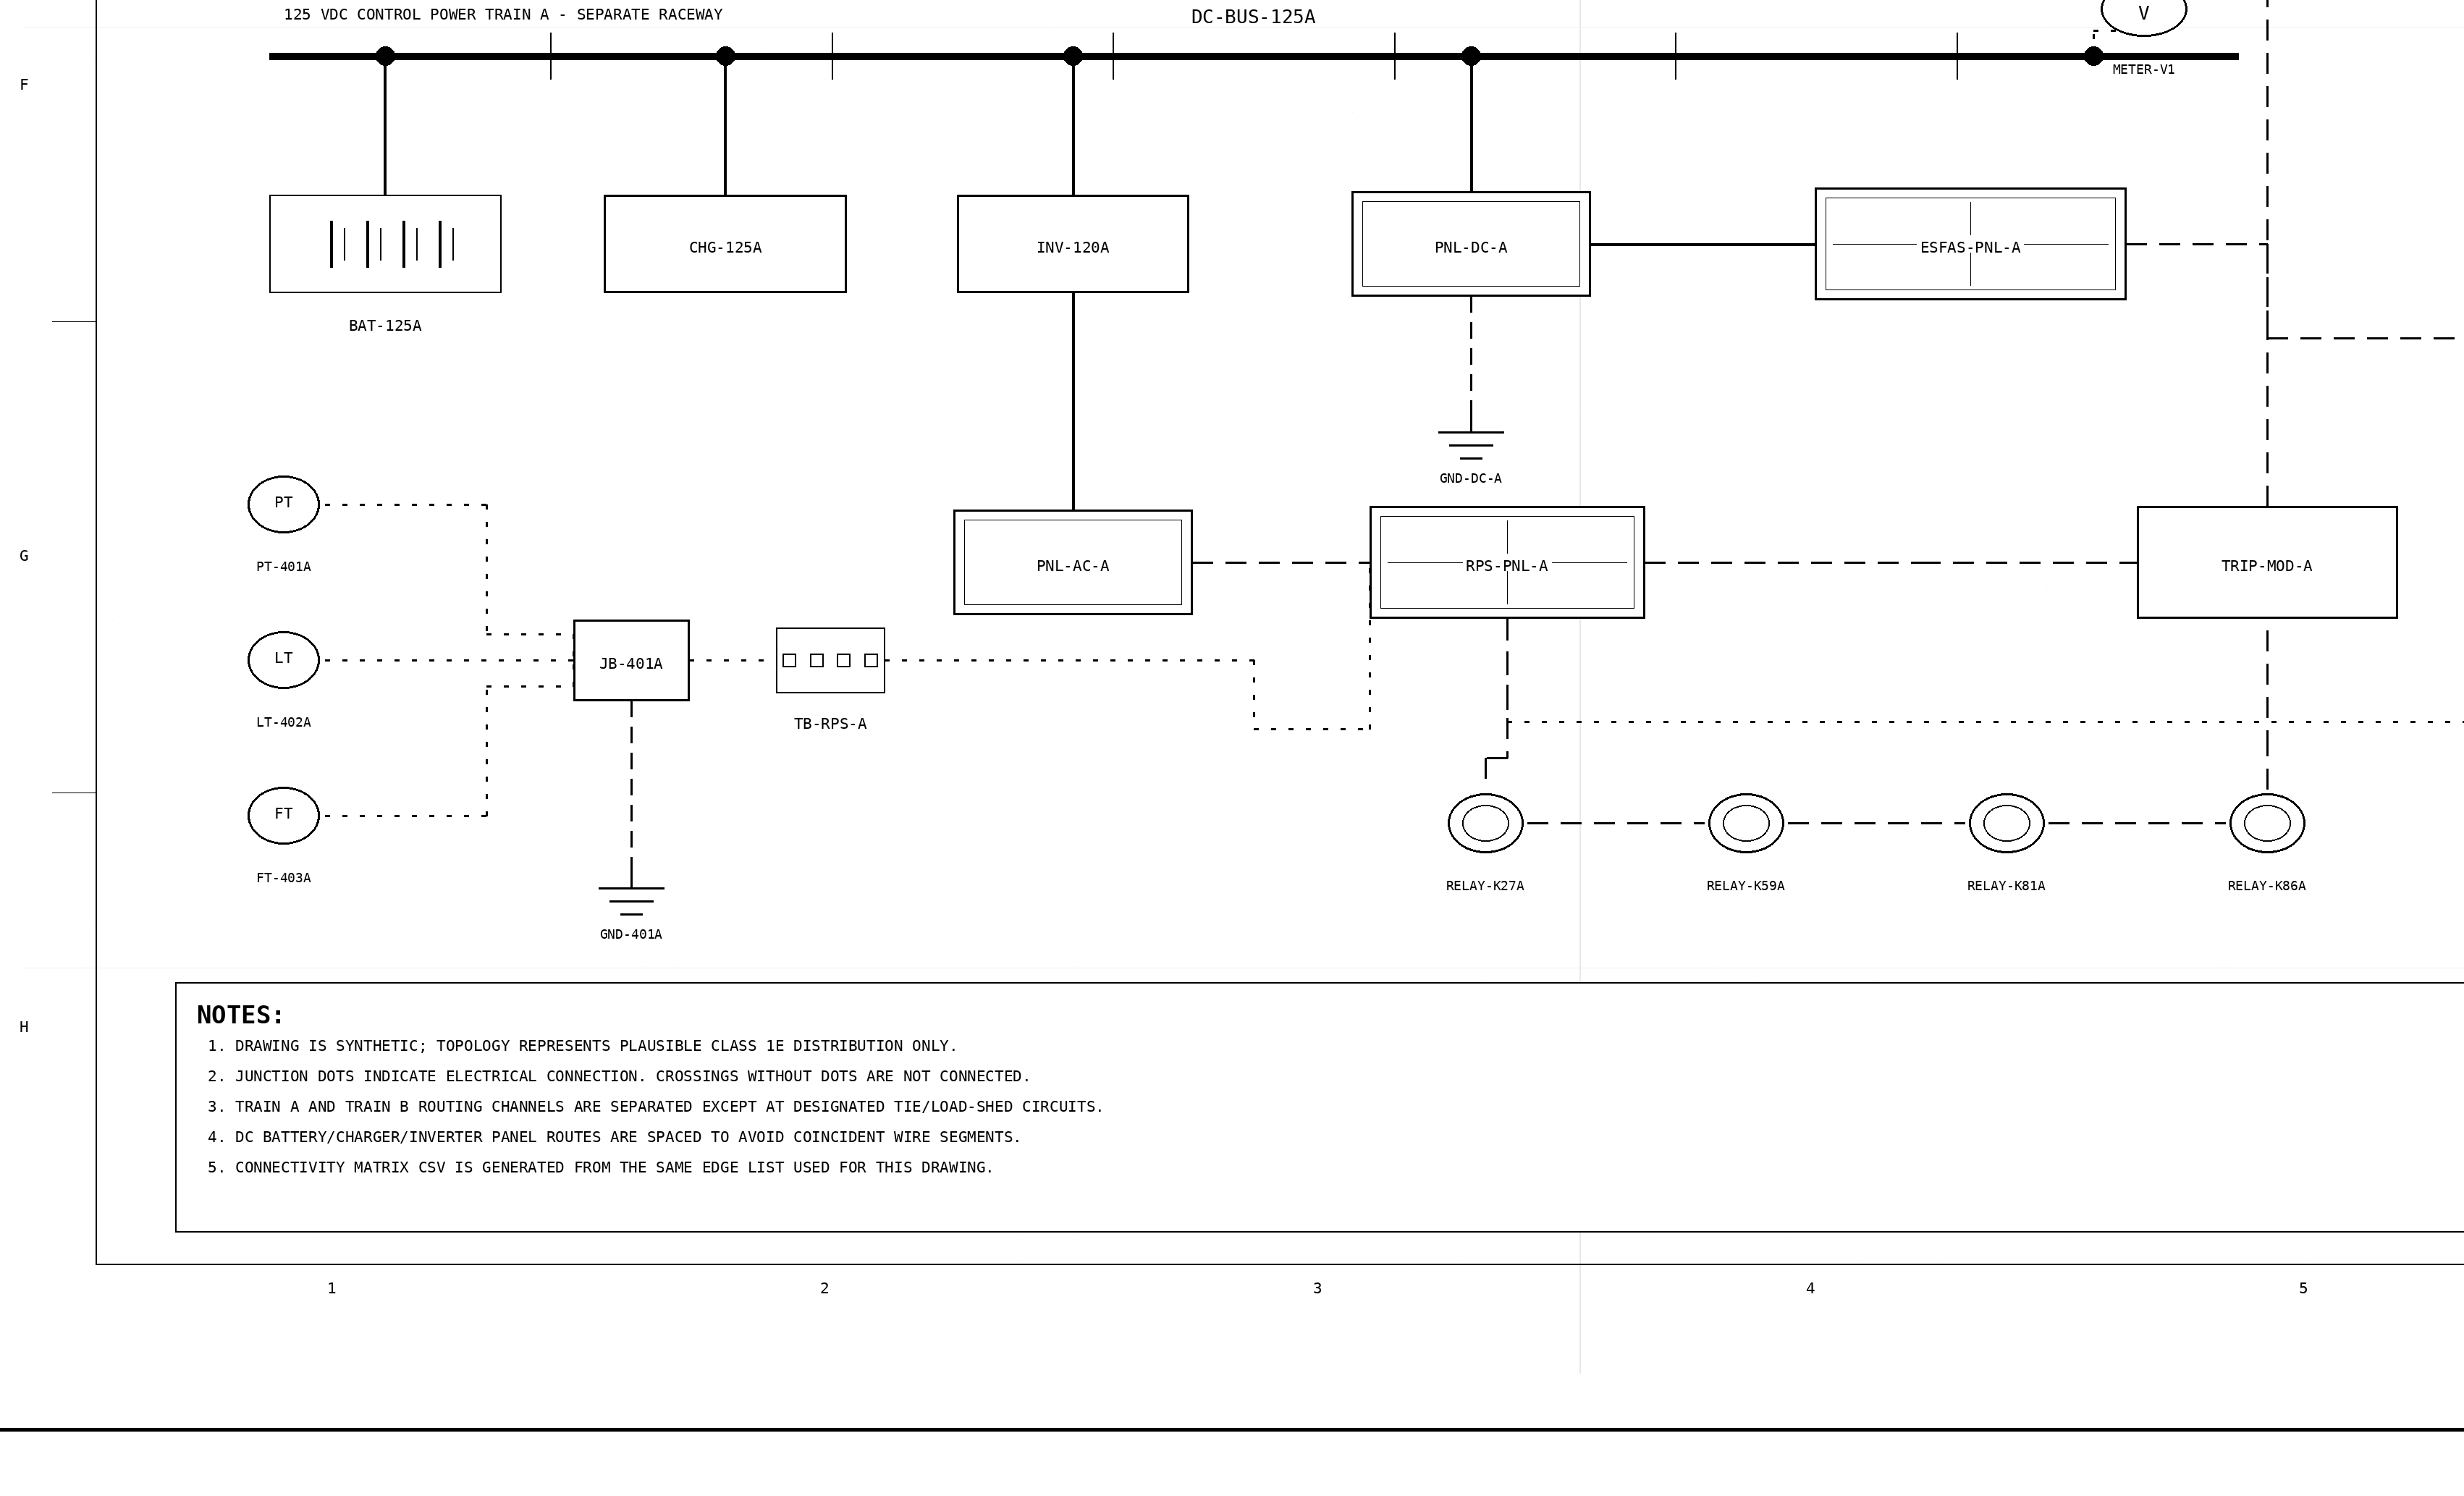 125 VDC CONTROL POWER TRAIN A - SEPARATE RACEWAY
DC-BUS-125A
V
METER-V1
F
CHG-125A
INV-120A
PNL-DC-A
ESFAS-PNL-A
BAT-125A
GND-DC-A
PT
G
PT-401A
PNL-AC-A
RPS-PNL-A
TRIP-MOD-A
LT
JB-401A
LT-402A
TB-RPS-A
FT
FT-403A
RELAY-K27A
RELAY-K59A
RELAY-K81A
RELAY-K86A
GND-401A
H
NOTES:
1. DRAWING IS SYNTHETIC; TOPOLOGY REPRESENTS PLAUSIBLE CLASS 1E DISTRIBUTION ONLY.
2. JUNCTION DOTS INDICATE ELECTRICAL CONNECTION. CROSSINGS WITHOUT DOTS ARE NOT CONNECTED.
3. TRAIN A AND TRAIN B ROUTING CHANNELS ARE SEPARATED EXCEPT AT DESIGNATED TIE/LOAD-SHED CIRCUITS.
4. DC BATTERY/CHARGER/INVERTER PANEL ROUTES ARE SPACED TO AVOID COINCIDENT WIRE SEGMENTS.
5. CONNECTIVITY MATRIX CSV IS GENERATED FROM THE SAME EDGE LIST USED FOR THIS DRAWING.
1
2
3
4
5